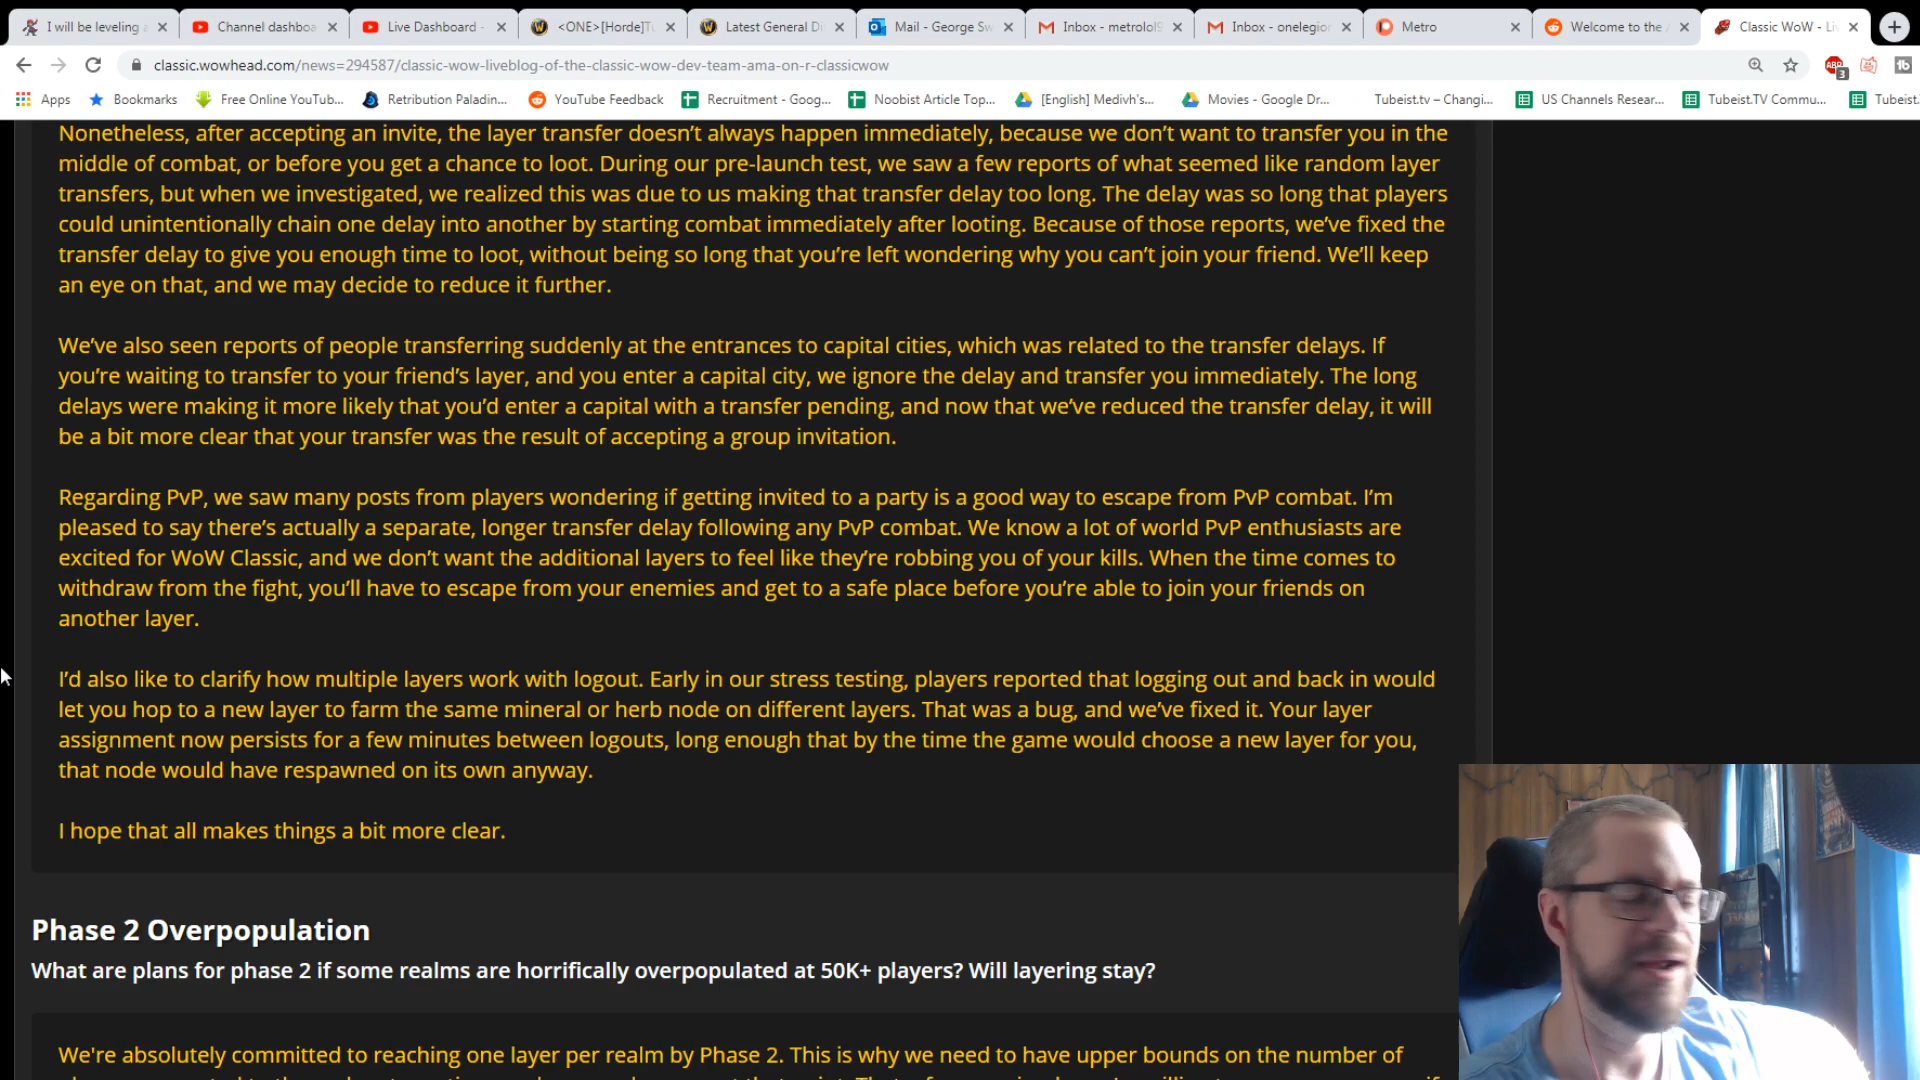 I will be leveling a
Channel dashboa
Live Dashboard -
<ONE>[Horde]
Latest General Di
Mail - George Sw
Inbox - metrolol9
Inbox - onelegion
Metro
Welcome to the
Classic WoW - Li
classic.wowhead.com/news=294587/classic-wow-liveblog-of-the-classic-wow-dev-team-ama-on-r-classicwow
ABP
3
tb
Apps
Bookmarks
Free Online YouTub...
Retribution Paladin...
YouTube Feedback
Recruitment - Goog...
Noobist Article Top...
[English] Medivh's...
Movies - Google Dr...
Tubeist.tv – Changi...
US Channels Resear...
Tubeist.TV Commu...
Tubeist.
Nonetheless, after accepting an invite, the layer transfer doesn't always happen immediately, because we don't want to transfer you in the
middle of combat, or before you get a chance to loot. During our pre-launch test, we saw a few reports of what seemed like random layer
transfers, but when we investigated, we realized this was due to us making that transfer delay too long. The delay was so long that players
could unintentionally chain one delay into another by starting combat immediately after looting. Because of those reports, we've fixed the
transfer delay to give you enough time to loot, without being so long that you're left wondering why you can't join your friend. We'll keep
an eye on that, and we may decide to reduce it further.
We've also seen reports of people transferring suddenly at the entrances to capital cities, which was related to the transfer delays. If
you're waiting to transfer to your friend's layer, and you enter a capital city, we ignore the delay and transfer you immediately. The long
delays were making it more likely that you'd enter a capital with a transfer pending, and now that we've reduced the transfer delay, it will
be a bit more clear that your transfer was the result of accepting a group invitation.
Regarding PvP, we saw many posts from players wondering if getting invited to a party is a good way to escape from PvP combat. I'm
pleased to say there's actually a separate, longer transfer delay following any PvP combat. We know a lot of world PvP enthusiasts are
excited for WoW Classic, and we don't want the additional layers to feel like they're robbing you of your kills. When the time comes to
withdraw from the fight, you'll have to escape from your enemies and get to a safe place before you're able to join your friends on
another layer.
I'd also like to clarify how multiple layers work with logout. Early in our stress testing, players reported that logging out and back in would
let you hop to a new layer to farm the same mineral or herb node on different layers. That was a bug, and we've fixed it. Your layer
assignment now persists for a few minutes between logouts, long enough that by the time the game would choose a new layer for you,
that node would have respawned on its own anyway.
I hope that all makes things a bit more clear.
Phase 2 Overpopulation
What are plans for phase 2 if some realms are horrifically overpopulated at 50K+ players? Will layering stay?
We're absolutely committed to reaching one layer per realm by Phase 2. This is why we need to have upper bounds on the number of